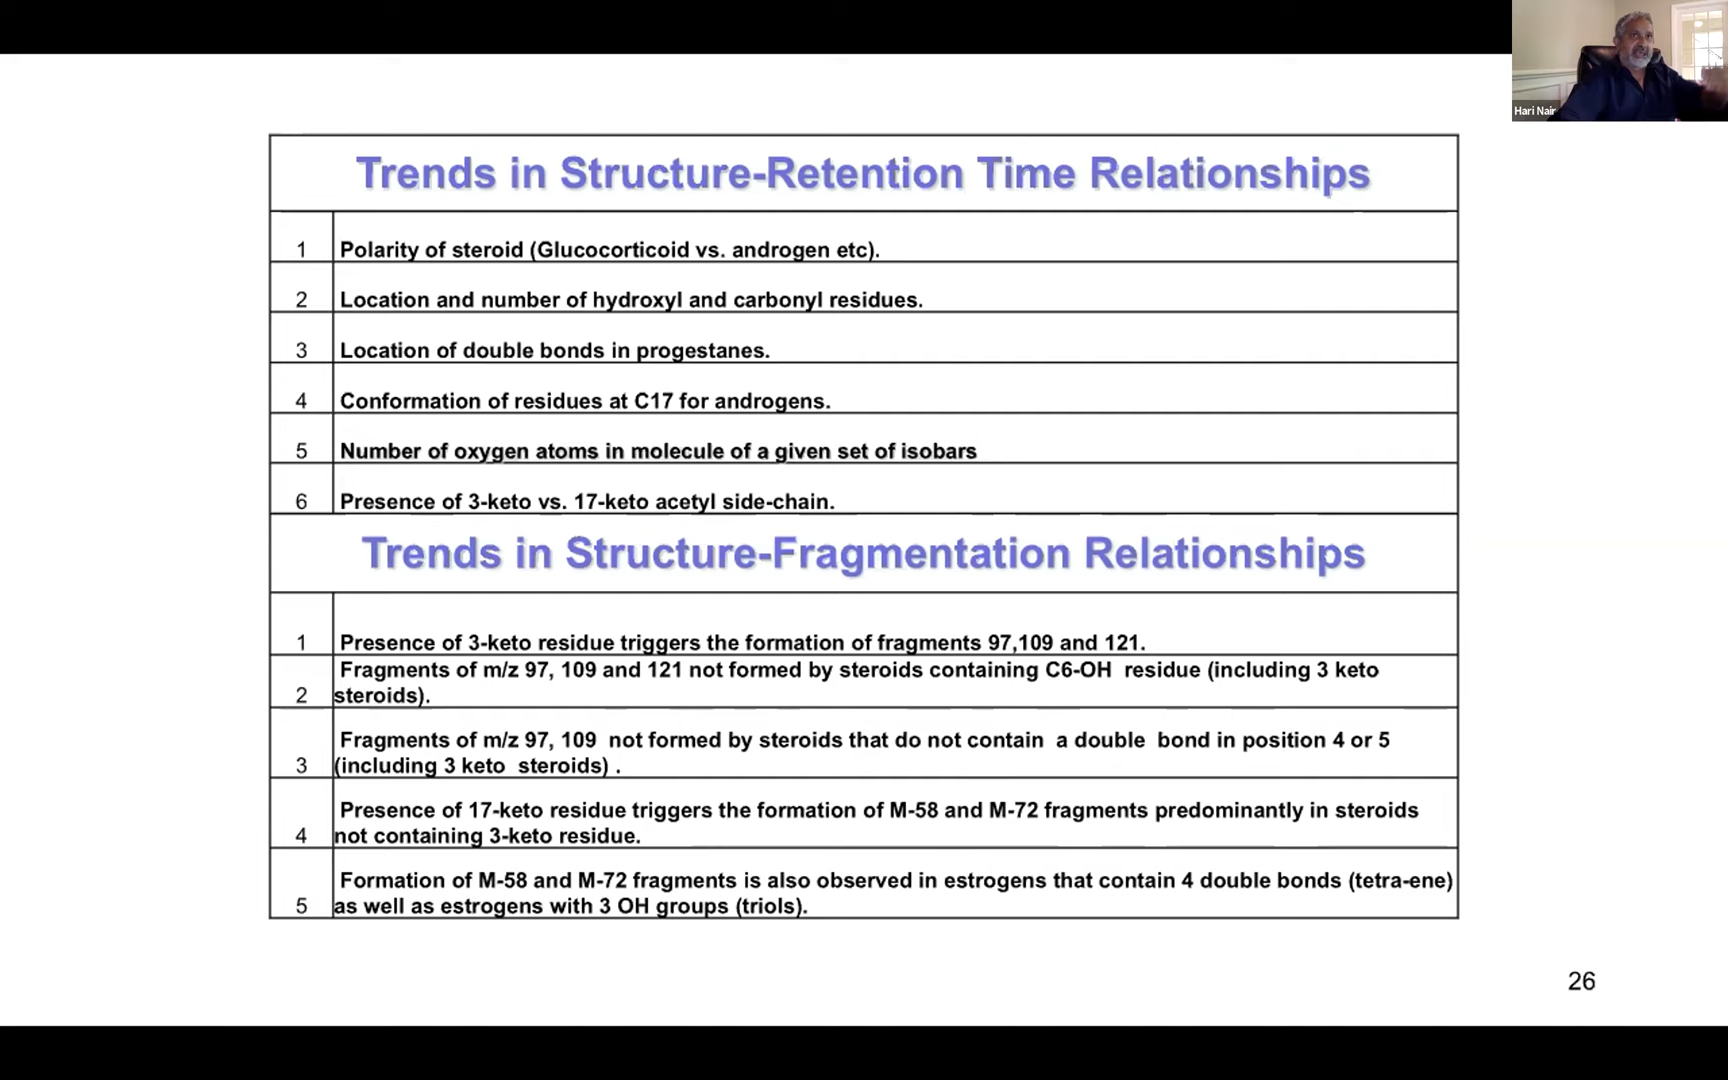 Hari Nair
Trends in Structure-Retention Time Relationships
1 Polarity of steroid (Glucocorticoid vs. androgen etc).
2 Location and number of hydroxyl and carbonyl residues.
3 Location of double bonds in progestanes.
4 Conformation of residues at C17 for androgens.
5 Number of oxygen atoms in molecule of a given set of isobars
6 Presence of 3-keto vs. 17-keto acetyl side-chain.
Trends in Structure-Fragmentation Relationships
1 Presence of 3-keto residue triggers the formation of fragments 97,109 and 121.
Fragments of m/z 97, 109 and 121 not formed by steroids containing C6-OH residue (including 3 keto
2 steroids).
Fragments of m/z 97, 109 not formed by steroids that do not contain a double bond in position 4 or 5
3 (including 3 keto steroids) .
Presence of 17-keto residue triggers the formation of M-58 and M-72 fragments predominantly in steroids
4 not containing 3-keto residue.
Formation of M-58 and M-72 fragments is also observed in estrogens that contain 4 double bonds (tetra-ene)
5 as well as estrogens with 3 OH groups (triols).
26